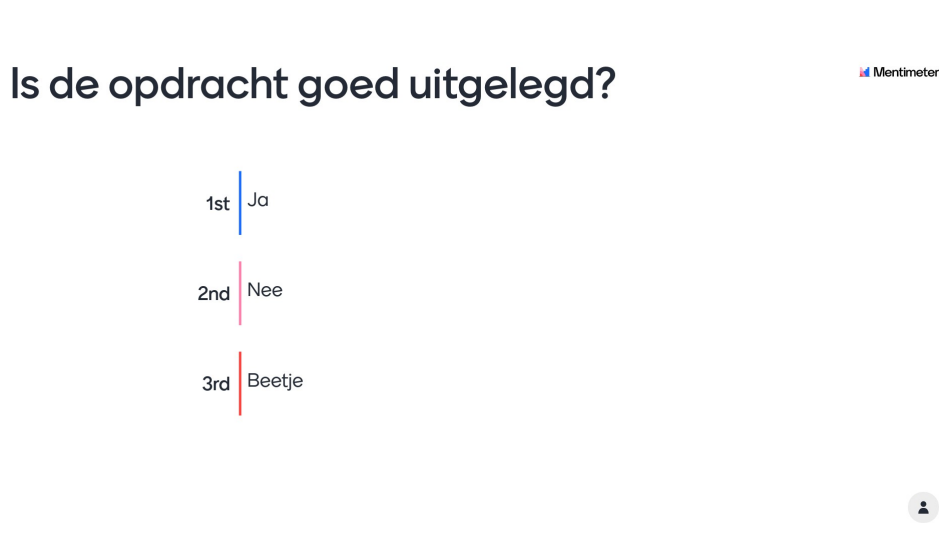 Is de opdracht goed uitgelegd?
Mentimeter
1st Ja
2nd Nee
3rd Beetje